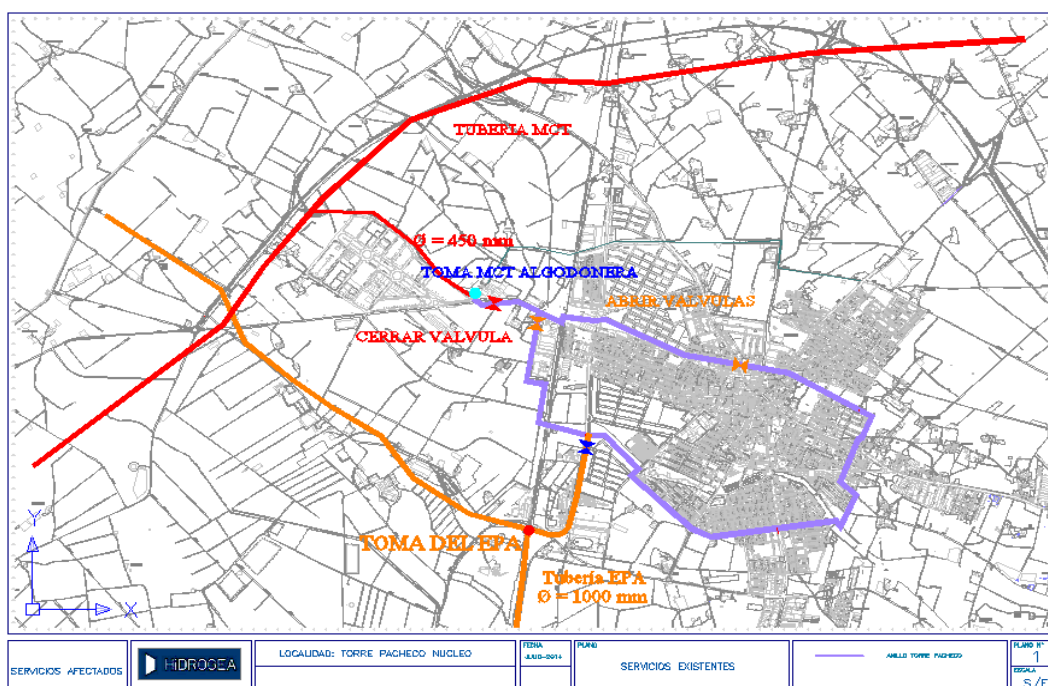 TUBERIA MCT
Ø = 450 mm
TOMA MCT ALGODONERA
ABRIR VALVULAS
CERRAR VALVULA
TOMA DEL EPA
Tuberia EPA
Ø = 1000 mm
Y
X
SERVICIOS AFECTADOS
HIDROGEA
LOCALIDAD: TORRE PACHECO NUCLEO
FECHA
JULIO-2014
PLANO
SERVICIOS EXISTENTES
ANILLO TORRE PACHECO
PLANO Nº
1
ESCALA
S/E